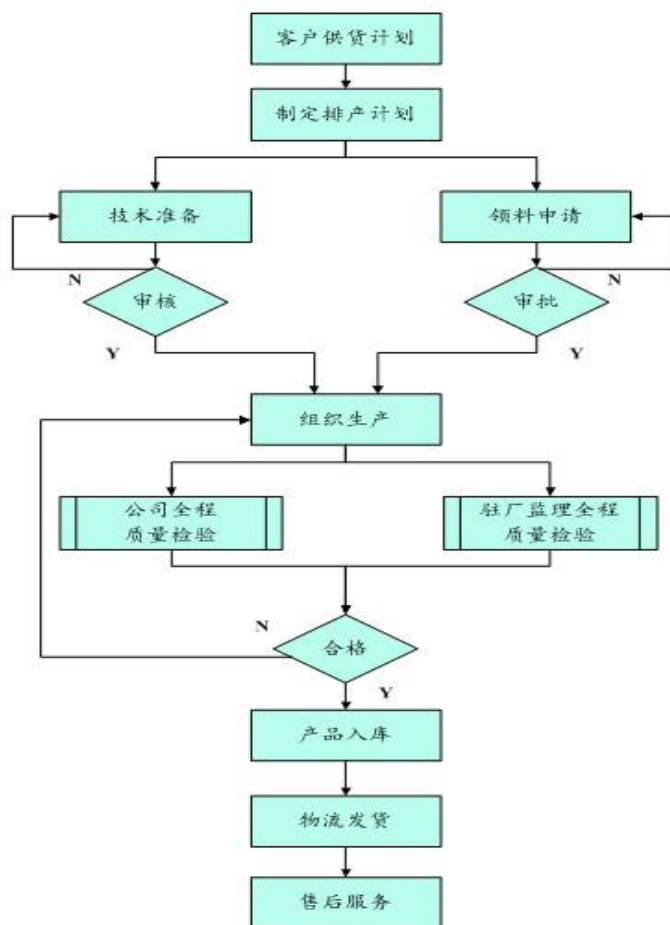 客户供货计划
制定排产计划
技术准备
领料申请
N
N
审核
审批
Y
Y
组织生产
公司全程
质量检验
驻厂监理全程
质量检验
N
合格
Y
产品入库
物流发货
售后服务